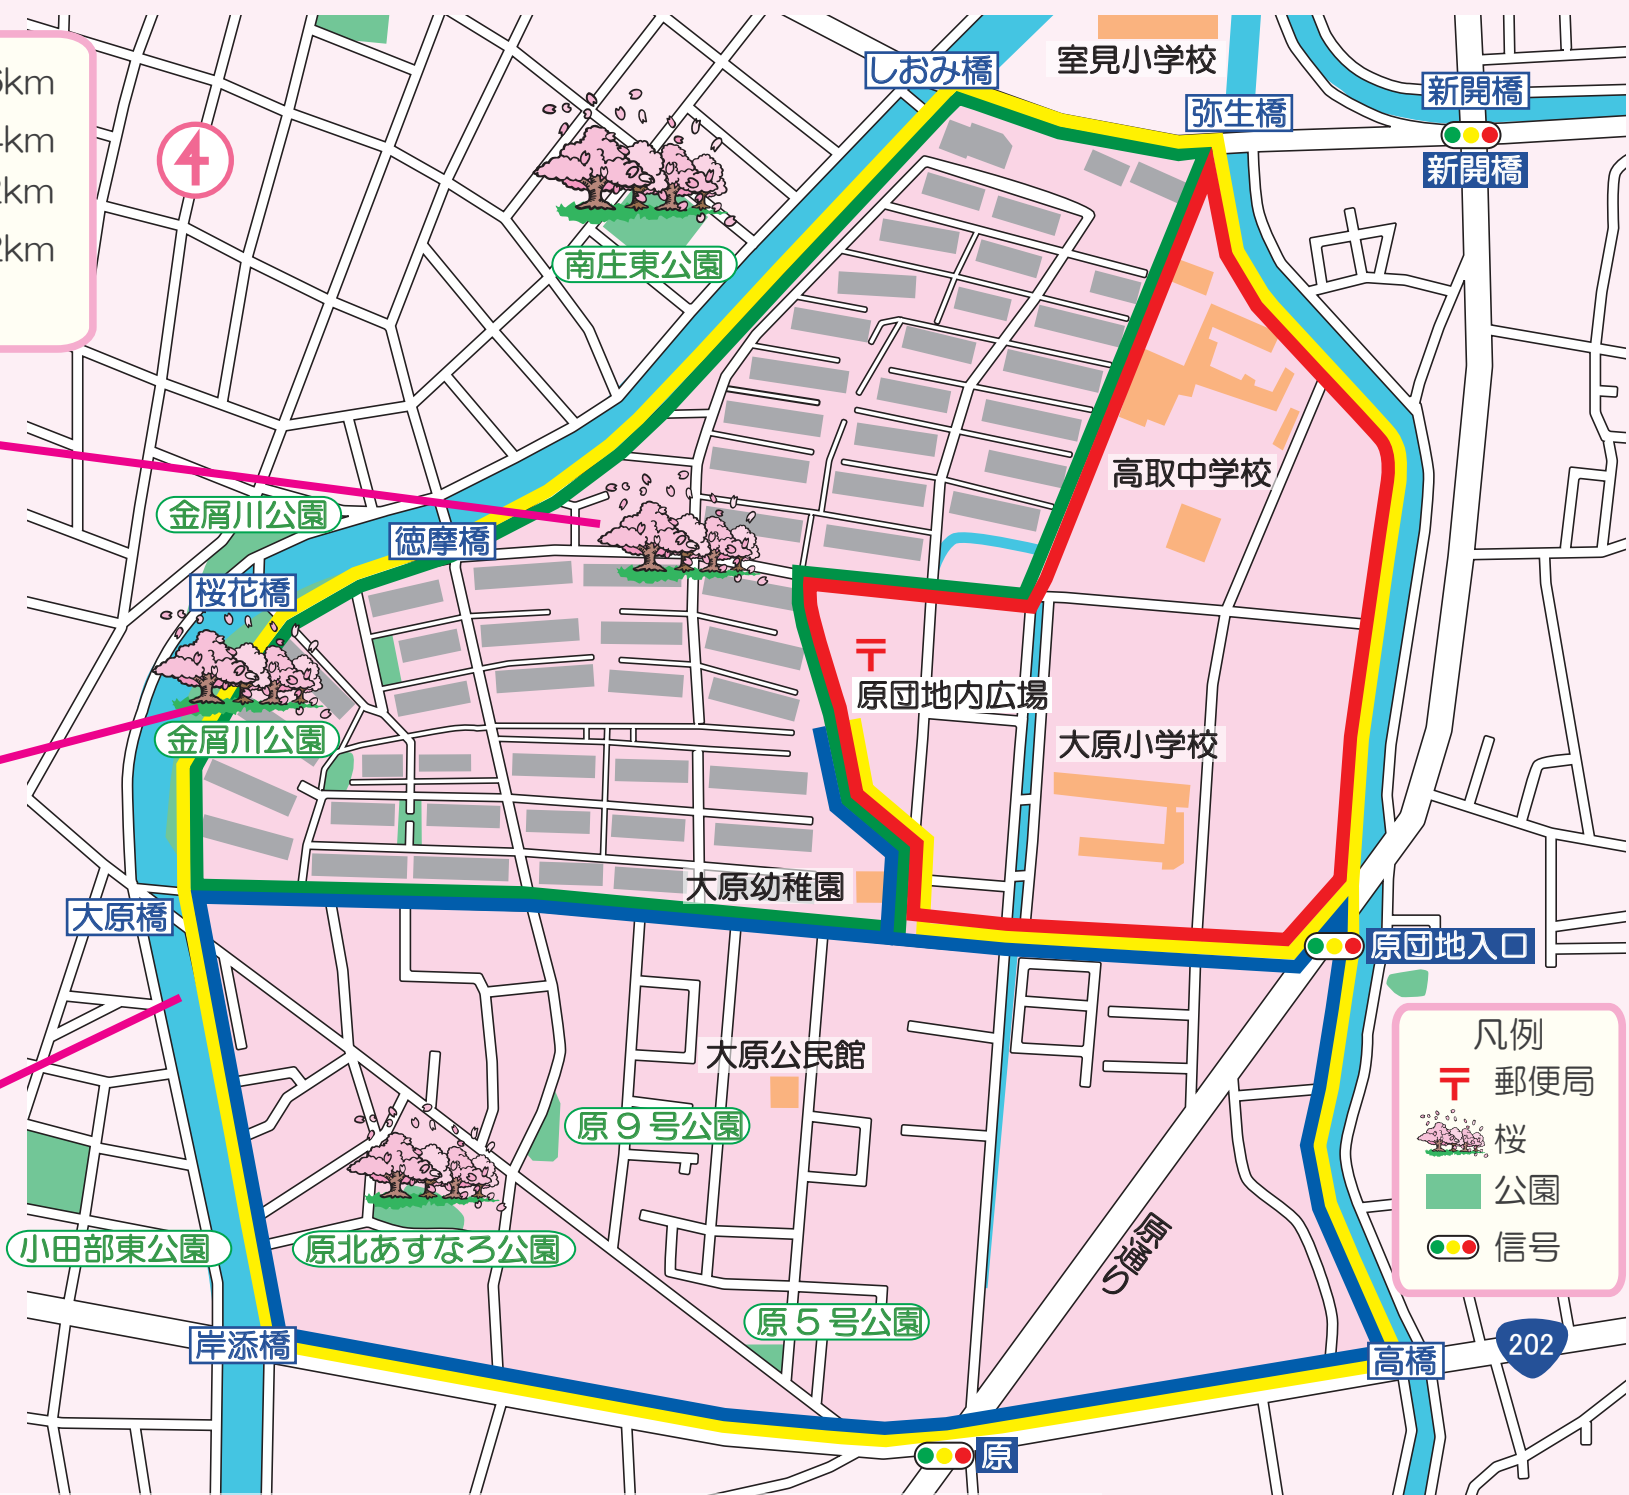 km
km
km
km
4
しおみ橋
室見小学校
弥生橋
新開橋
新開橋
南庄東公園
高取中学校
金屑川公園
徳摩橋
桜花橋
金屑川公園
原団地内広場
大原小学校
大原幼稚園
大原橋
原団地入口
大原公民館
原9号公園
小田部東公園
原北あすなろ公園
原5号公園
原通り
岸添橋
高橋
202
原
凡例
郵便局
桜
公園
信号